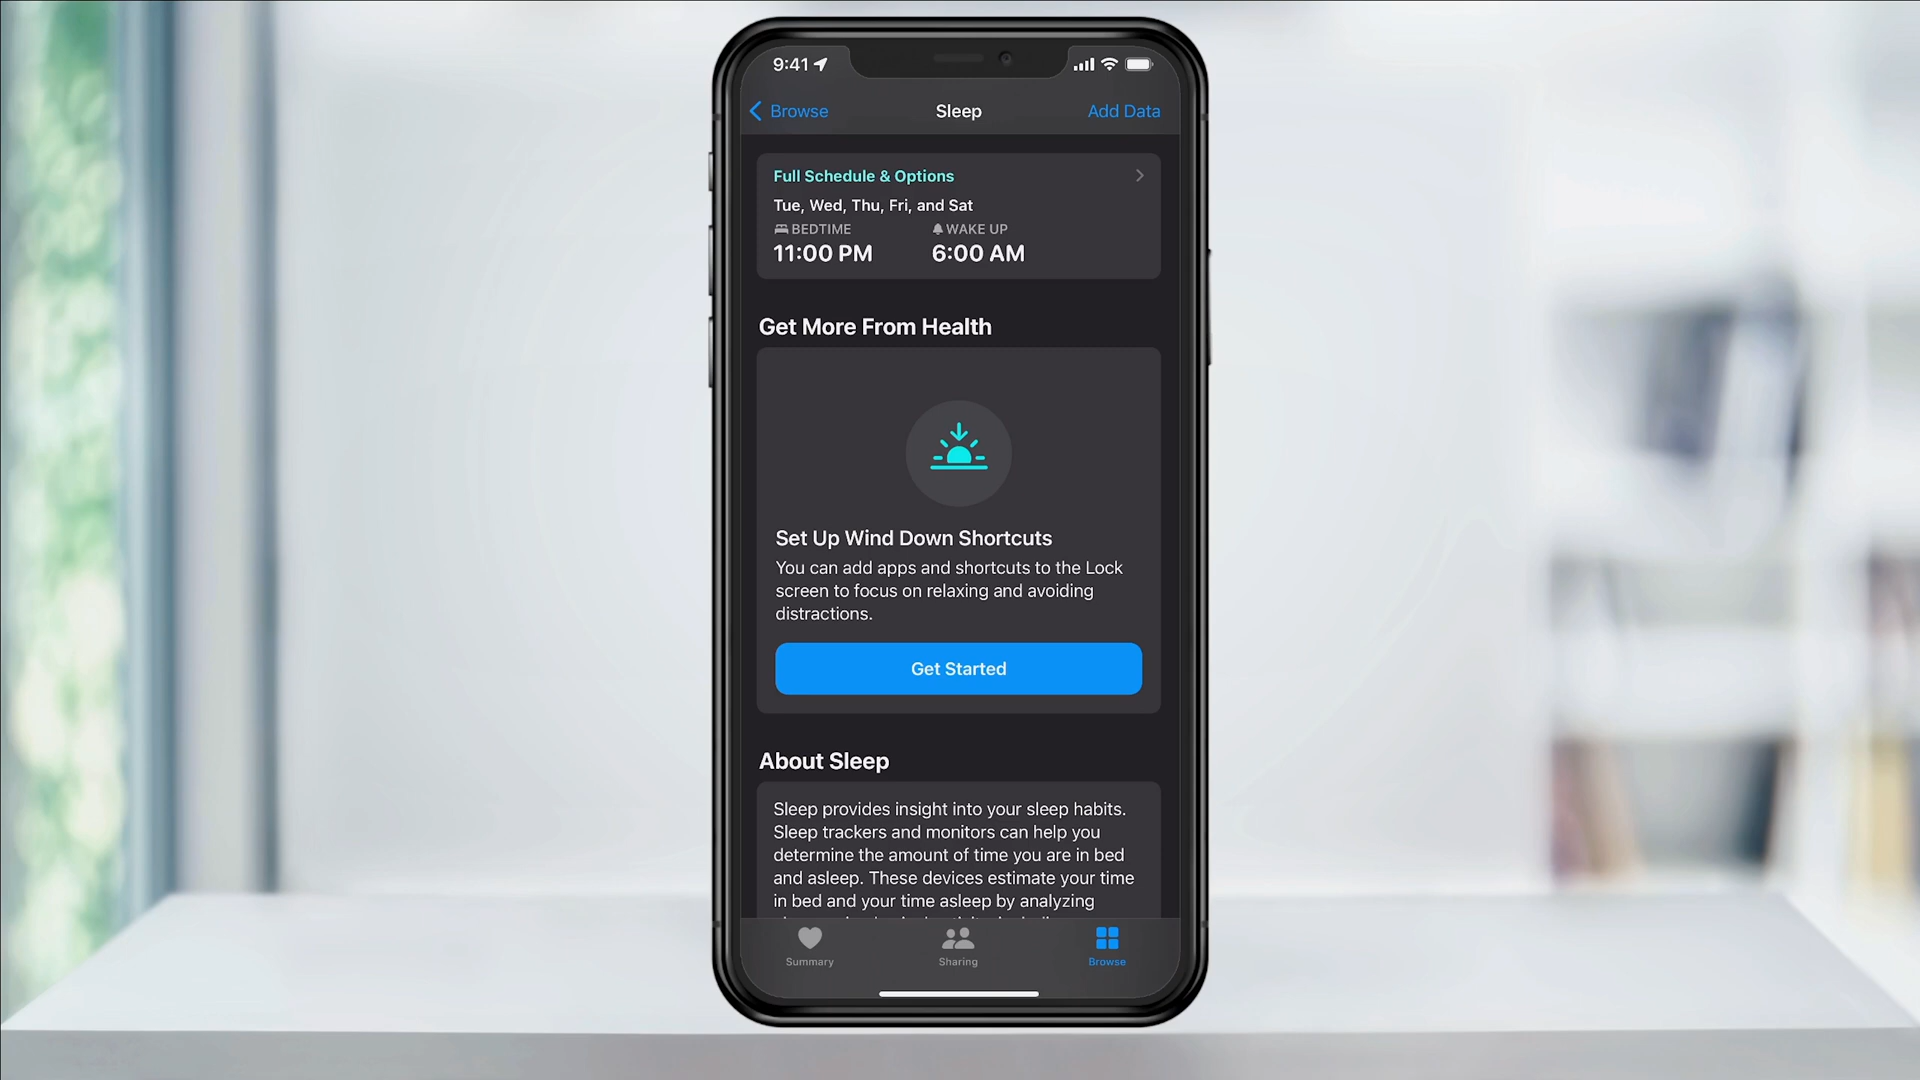 9:41
Browse
Sleep
Add Data
Full Schedule & Options
Tue, Wed, Thu, Fri, and Sat
BEDTIME
WAKE UP
11:00 PM
6:00 AM
Get More From Health
Set Up Wind Down Shortcuts
You can add apps and shortcuts to the Lock
screen to focus on relaxing and avoiding
distractions.
Get Started
About Sleep
Sleep provides insight into your sleep habits.
Sleep trackers and monitors can help you
determine the amount of time you are in bed
and asleep. These devices estimate your time
in bed and your time asleep by analyzing
Summary
Sharing
Browse